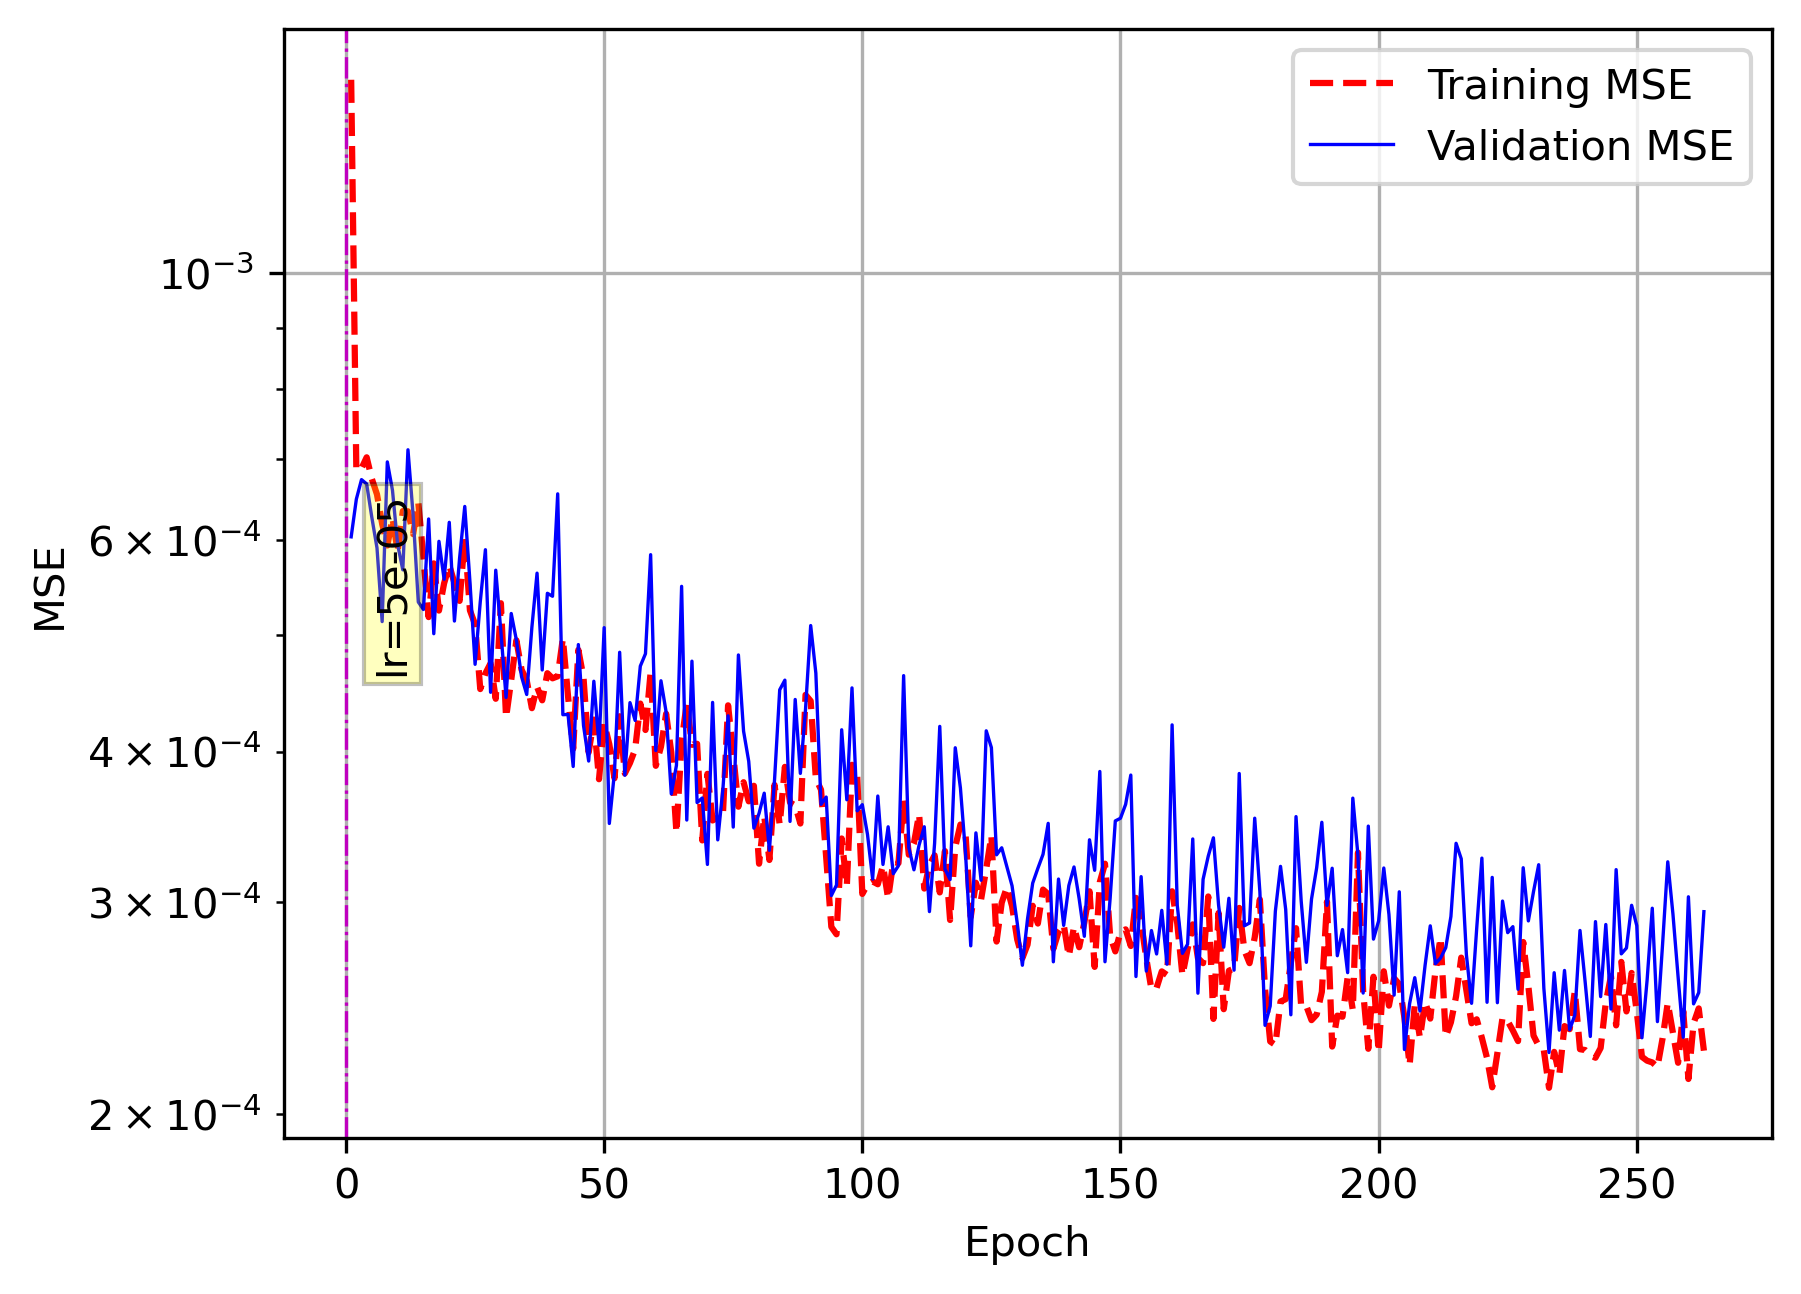 Training MSE
Validation MSE
10⁻³
6 × 10⁻⁴
4 × 10⁻⁴
3 × 10⁻⁴
2 × 10⁻⁴
MSE
lr=5e-05
0 50 100 150 200 250
Epoch